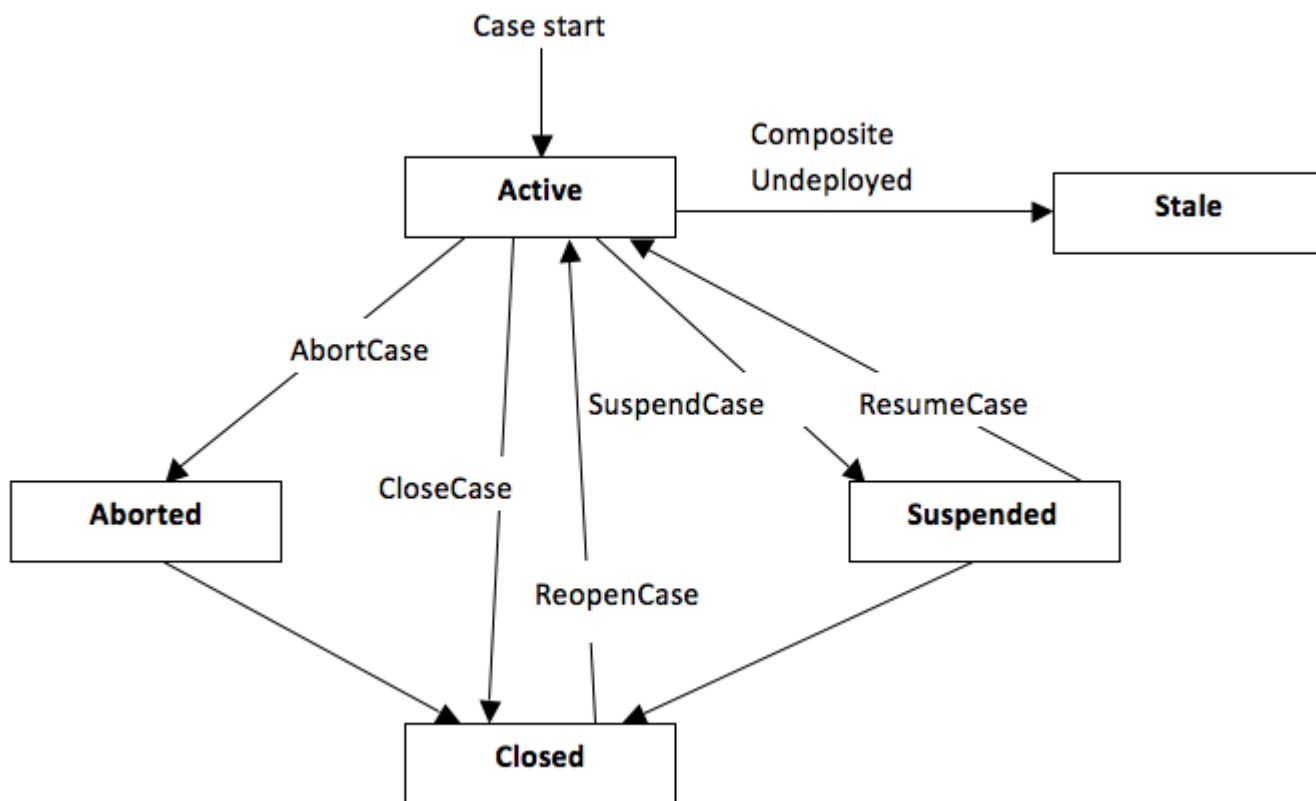 Case start
Composite
Undeployed
Active
Stale
AbortCase
SuspendCase
ResumeCase
CloseCase
Aborted
Suspended
ReopenCase
Closed